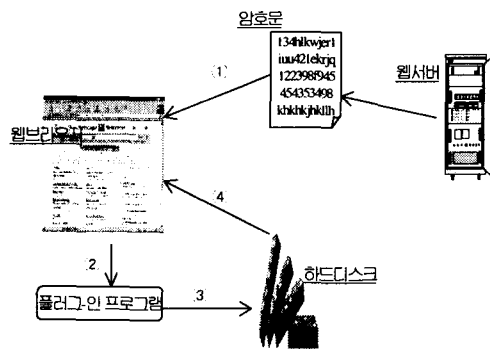 암호문
134hlkwjer1
iuu421ekrjq
122398f945
454353498
khkhkjhkllh
(1)
웹서버
웹브라우저
4
2
플러그-인 프로그램
3
하드디스크